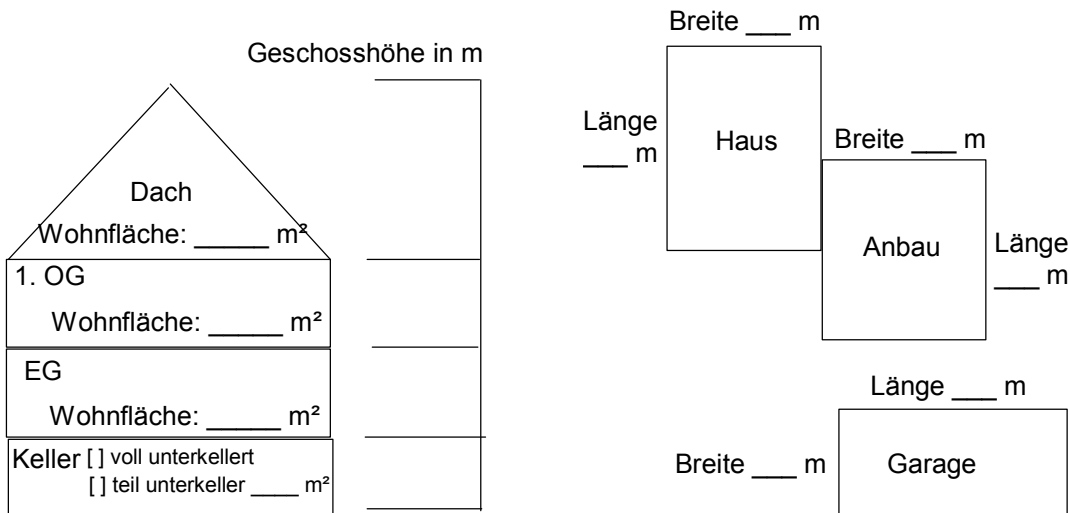 Geschosshöhe in m
Dach
Wohnfläche: _____ m²
1. OG
Wohnfläche: _____ m²
EG
Wohnfläche: _____ m²
Keller [ ] voll unterkellert
[ ] teil unterkeller ____ m²
Breite ___ m
Länge
___ m
Haus
Breite ___ m
Anbau
Länge
___ m
Länge ___ m
Breite ___ m
Garage